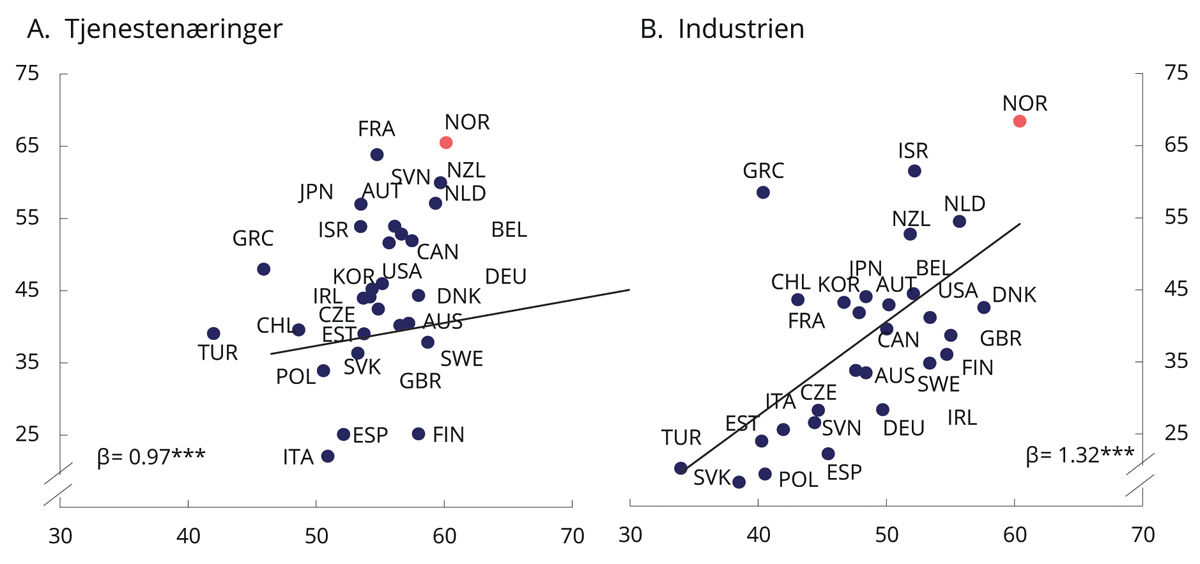 A. Tjenestenæringer
75
65
55
45
35
25
30 40 50 60 70
NOR
FRA
SVN NZL
JPN AUT NLD
ISR BEL
GRC CAN
KOR USA DEU
IRL DNK
CZE
CHL EST AUS
TUR SVK SWE
POL GBR
ESP FIN
ITA
β= 0.97***
B. Industrien
75
65
55
45
35
25
30 40 50 60 70
NOR
ISR
GRC
NLD
NZL
JPN BEL
CHL KOR AUT USA DNK
FRA
CAN GBR
AUS FIN
SWE
ITA CZE
IRL
EST SVN DEU
TUR
ESP
SVK POL
β= 1.32***